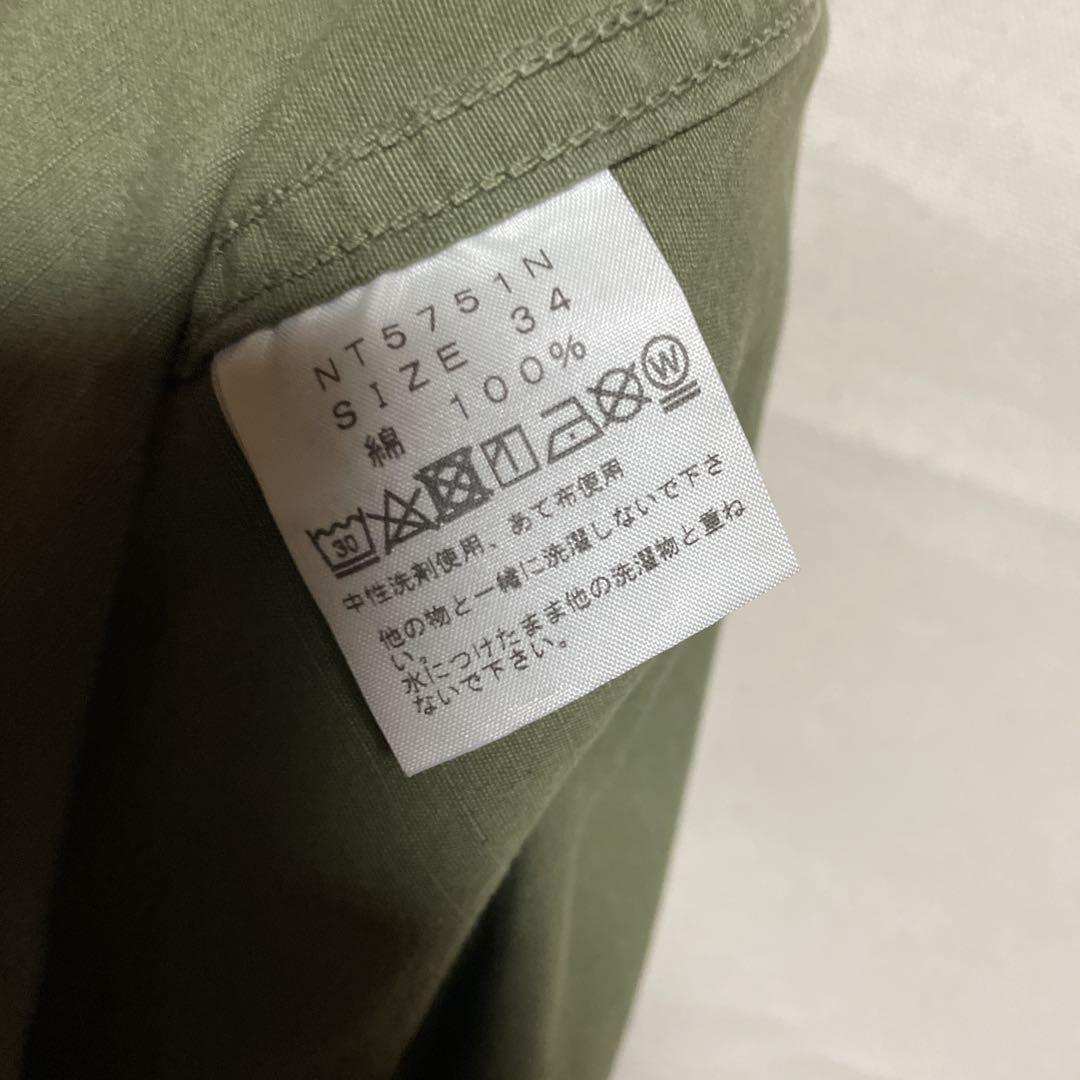 NT5751N
SIZE 34
綿 100%
30 W
中性洗剤使用、あて布使用
他の物と一緒に洗濯しないで下さ
い。
水につけたまま他の洗濯物と重ね
ないで下さい。